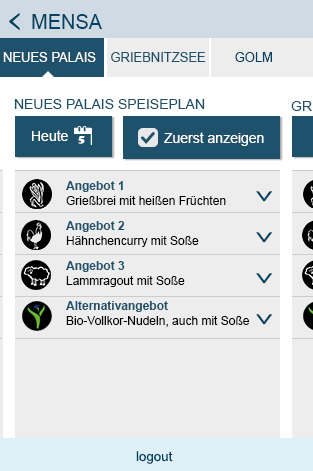 MENSA
NEUES PALAIS
GRIEBNITZSEE
GOLM
NEUES PALAIS SPEISEPLAN
GR
Heute
5
Zuerst anzeigen
Angebot 1
Grießbrei mit heißen Früchten
Angebot 2
Hähnchencurry mit Soße
Angebot 3
Lammragout mit Soße
Alternativangebot
Bio-Vollkor-Nudeln, auch mit Soße
logout